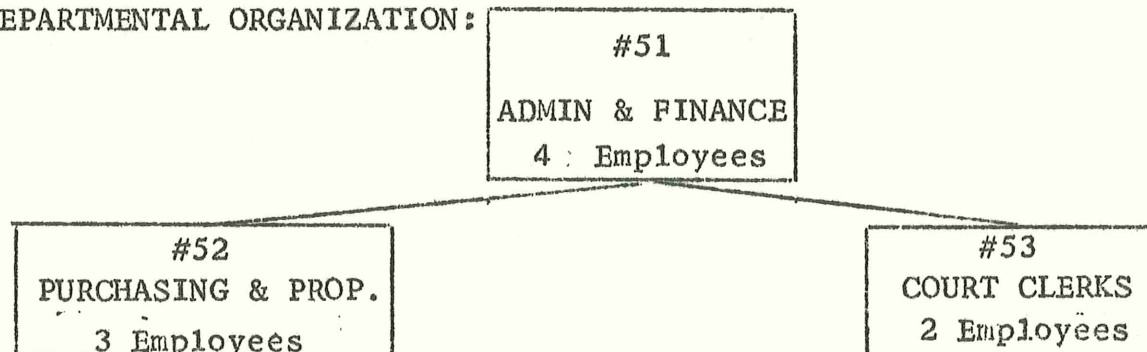 EPARTMENTAL ORGANIZATION:
#51
ADMIN & FINANCE
4 Employees
#52
PURCHASING & PROP.
3 Employees
#53
COURT CLERKS
2 Employees